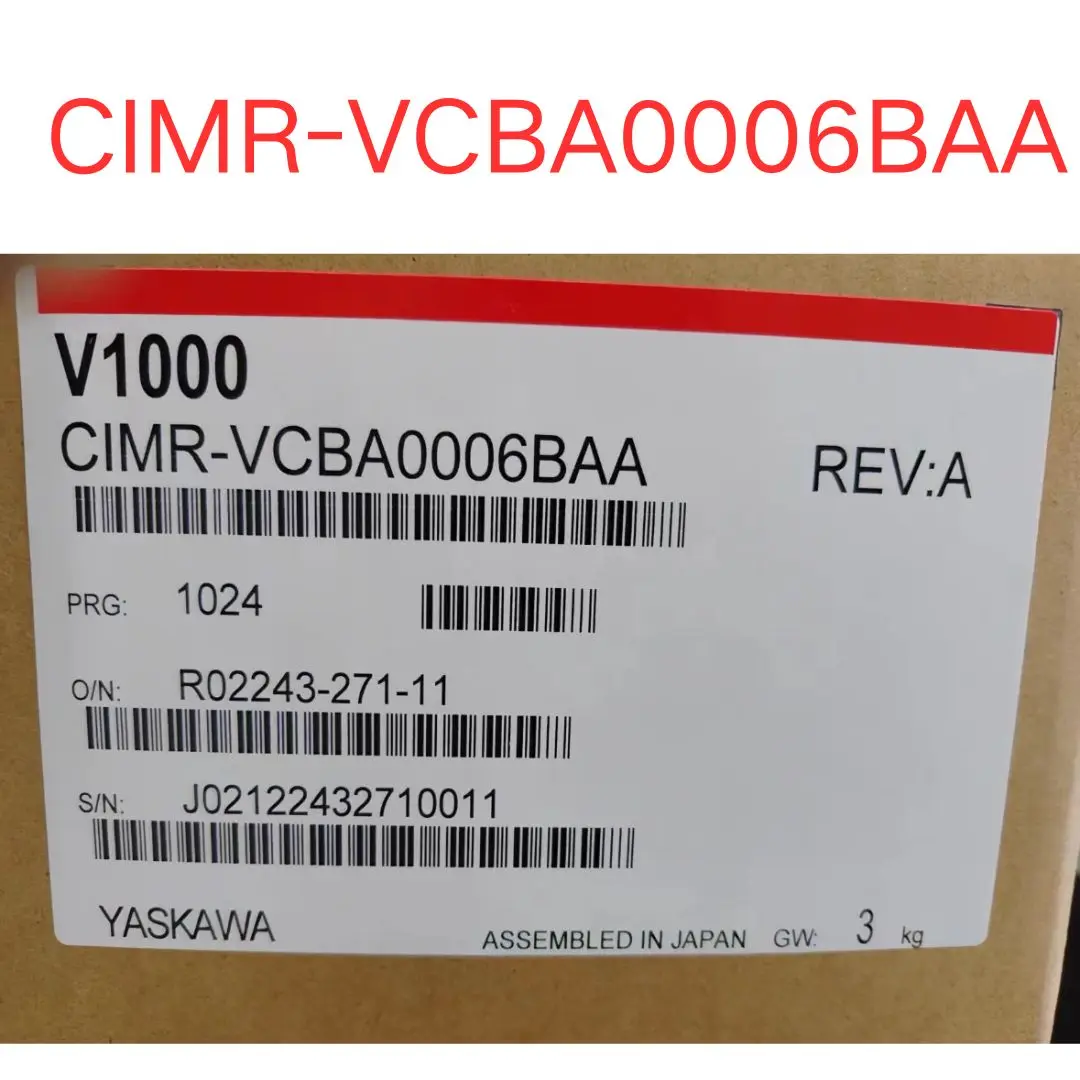 CIMR-VCBA0006BAA
V1000
CIMR-VCBA0006BAA REV:A
PRG: 1024
O/N: R02243-271-11
S/N: J02122432710011
YASKAWA ASSEMBLED IN JAPAN GW: 3 kg